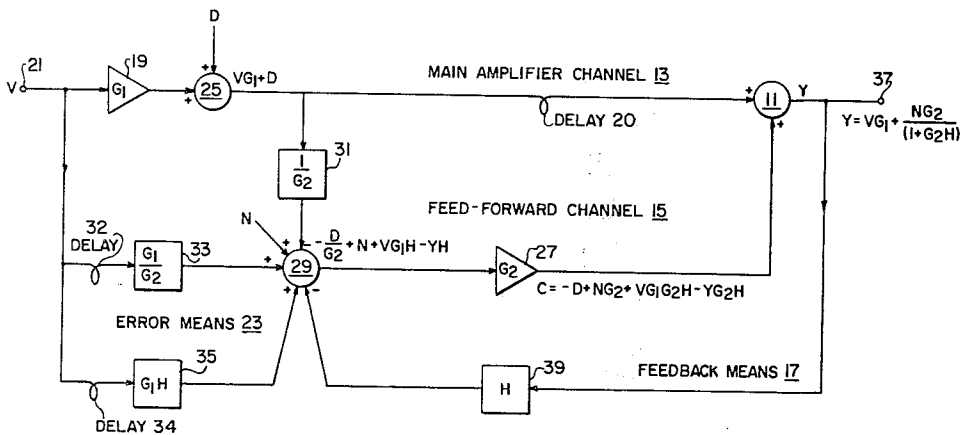 D
21
19
V
G1
+
+
25
VG1+D
MAIN AMPLIFIER CHANNEL 13
DELAY 20
+
11
+
Y
37
Y=VG1+ NG2/(1+G2H)
1/G2
31
FEED-FORWARD CHANNEL 15
32
DELAY
G1/G2
33
N
+
-
+
29
+
-
-D/G2+N+VG1H-YH
G2
27
C=-D+NG2+VG1G2H-YG2H
ERROR MEANS 23
G1H
35
DELAY 34
H
39
FEEDBACK MEANS 17